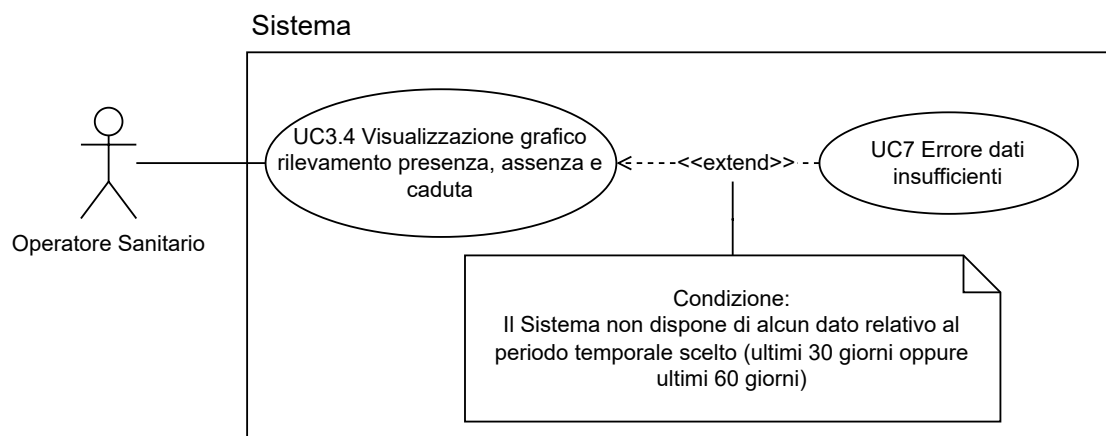 Sistema
UC3.4 Visualizzazione grafico
rilevamento presenza, assenza e
caduta
<<extend>>
UC7 Errore dati
insufficienti
Operatore Sanitario
Condizione:
Il Sistema non dispone di alcun dato relativo al
periodo temporale scelto (ultimi 30 giorni oppure
ultimi 60 giorni)